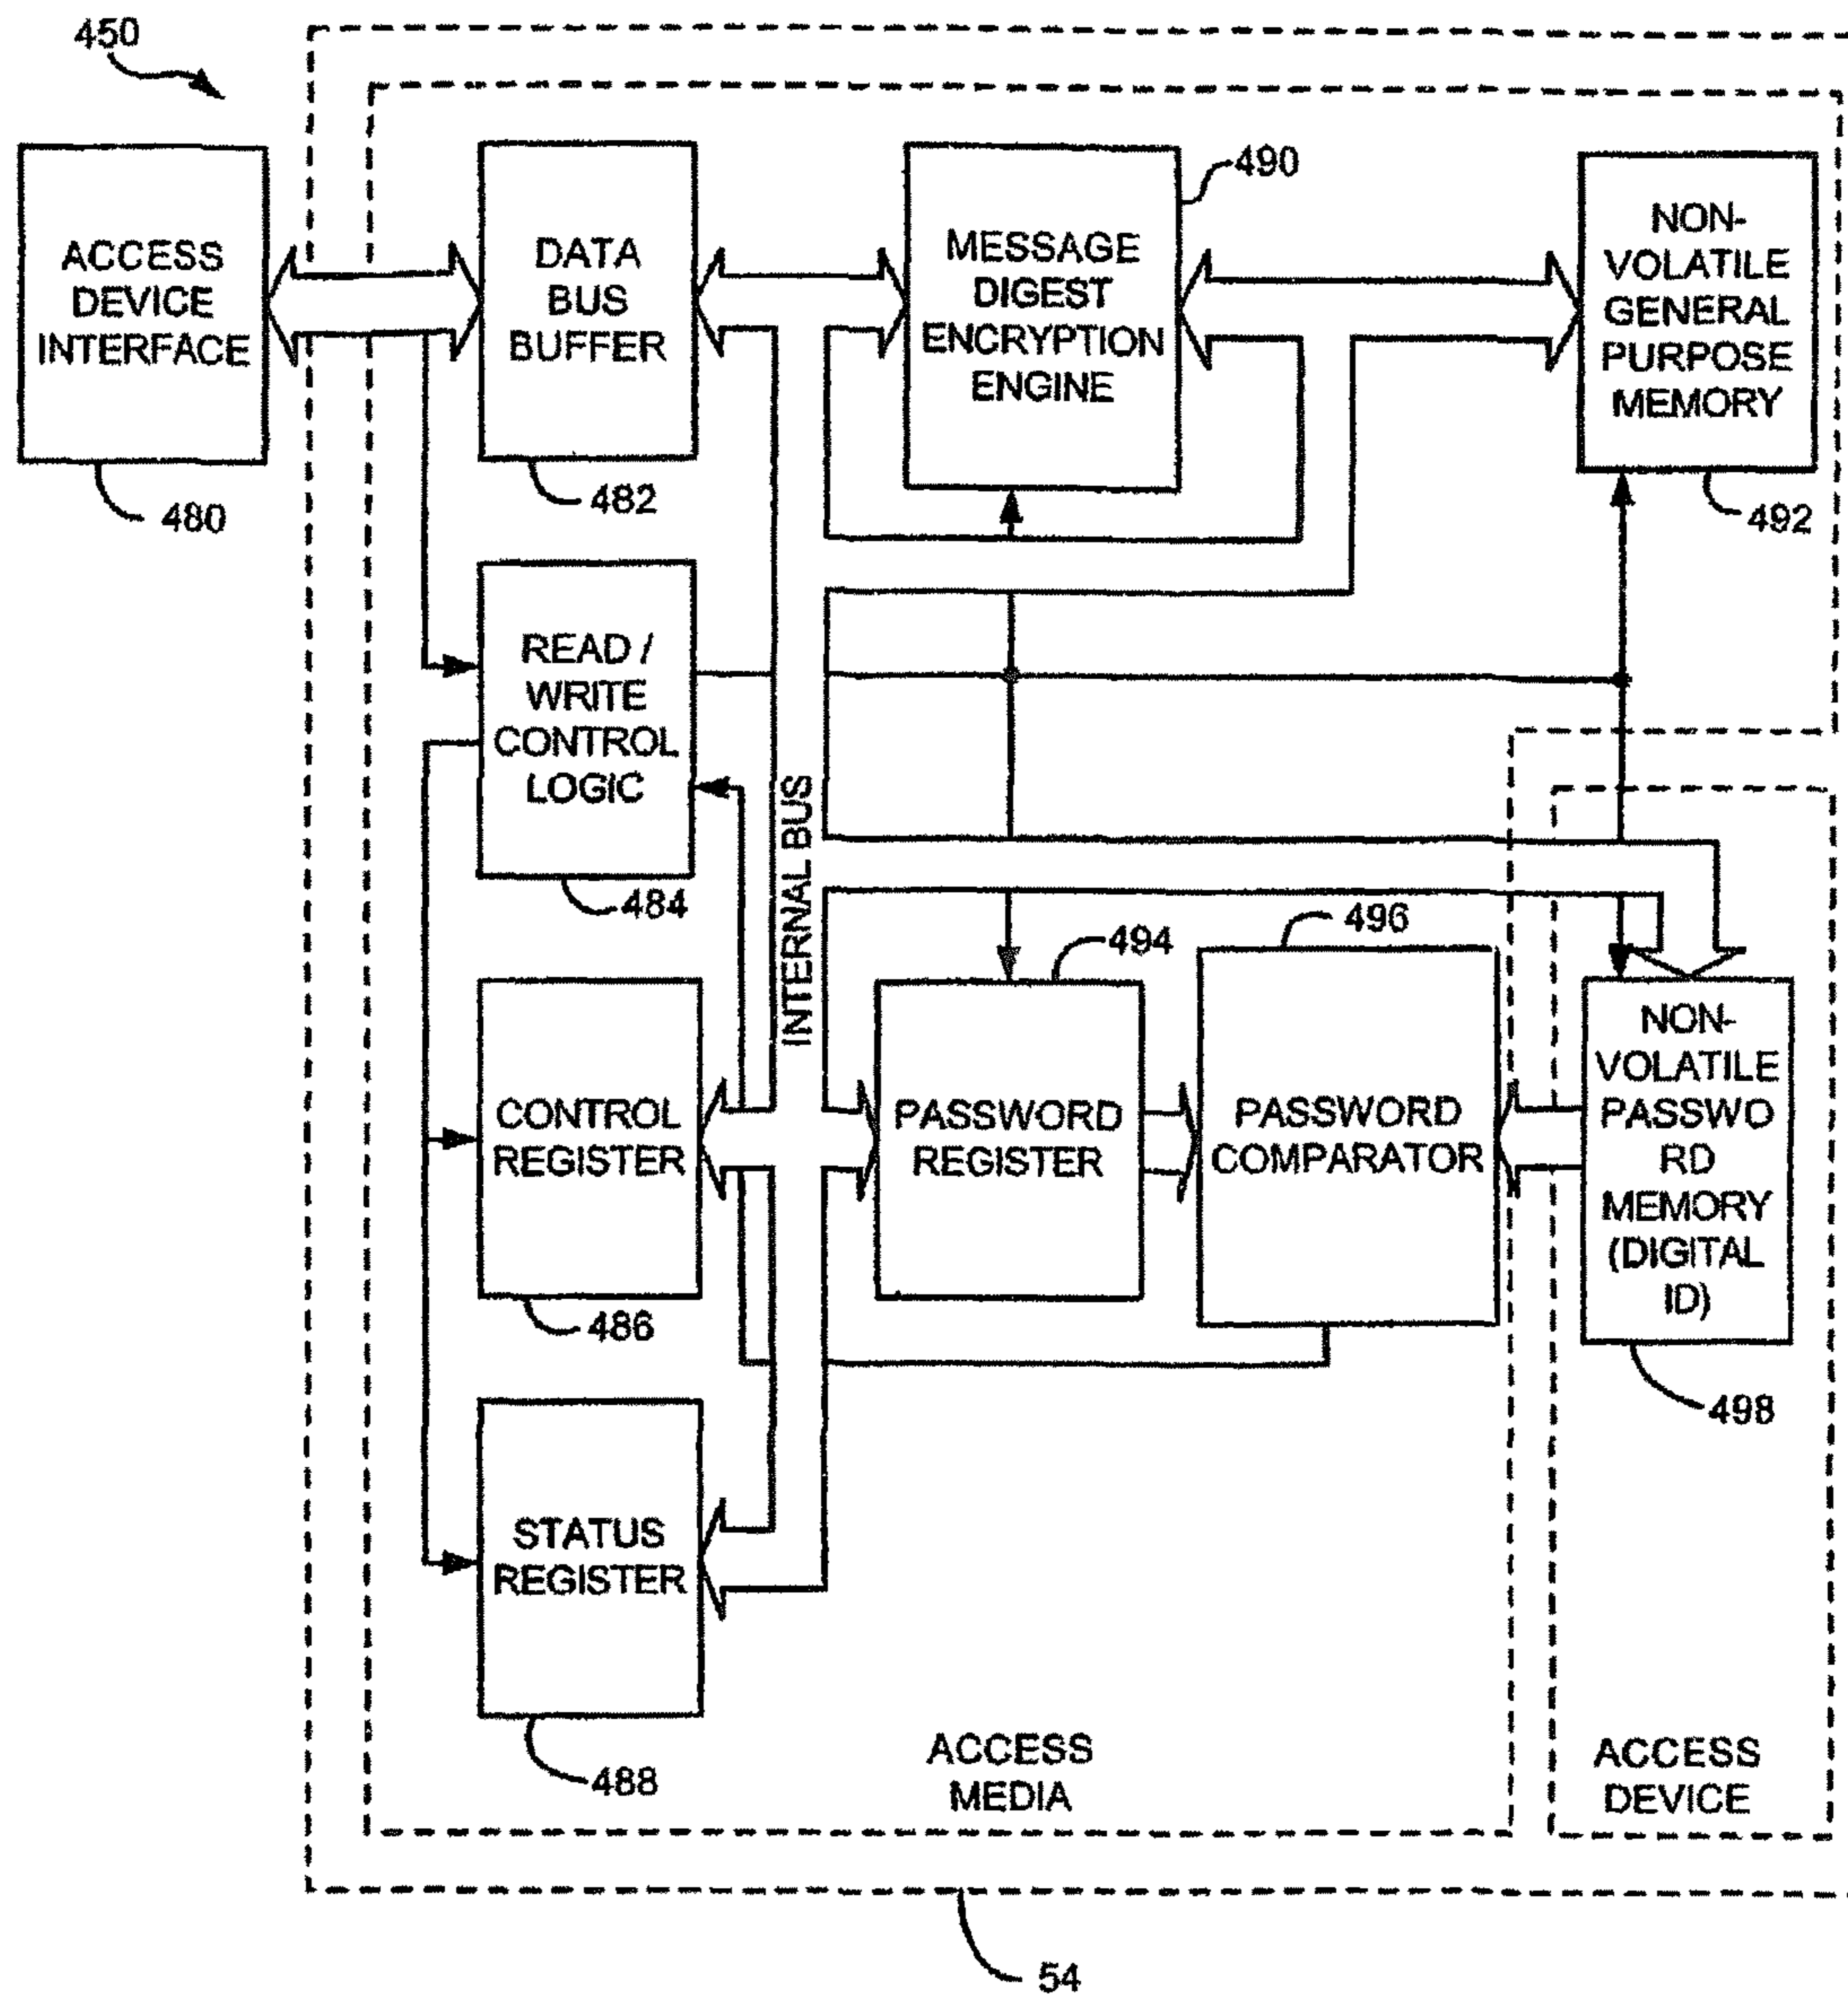 450
ACCESS
DEVICE
INTERFACE
480
DATA
BUS
BUFFER
482
MESSAGE
DIGEST
ENCRYPTION
ENGINE
490
NON-
VOLATILE
GENERAL
PURPOSE
MEMORY
492
READ /
WRITE
CONTROL
LOGIC
484
INTERNAL BUS
CONTROL
REGISTER
486
PASSWORD
REGISTER
494
PASSWORD
COMPARATOR
496
NON-
VOLATILE
PASSWO
RD
MEMORY
(DIGITAL
ID)
498
STATUS
REGISTER
488
ACCESS
MEDIA
ACCESS
DEVICE
54